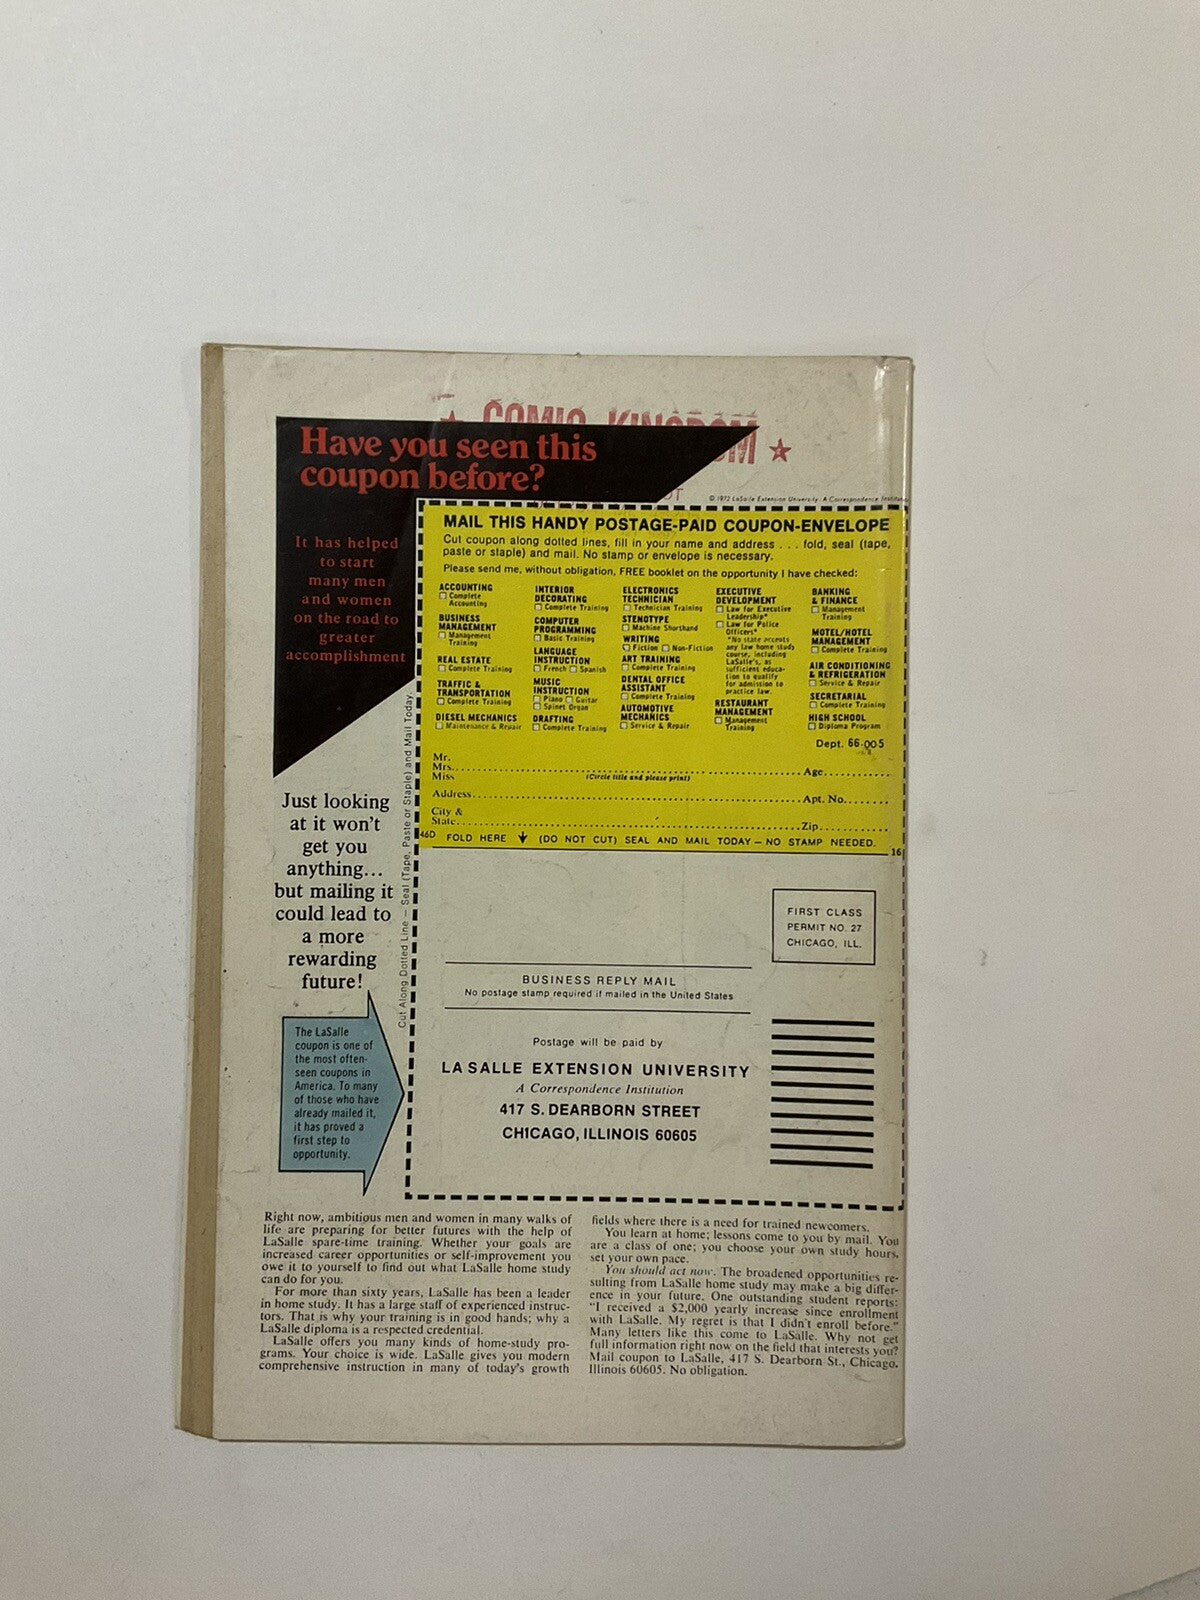 COMIC KINGDOM
Have you seen this
coupon before?
© 1972 LaSalle Extension University · A Correspondence Institution
It has helped
to start
many men
and women
on the road to
greater
accomplishment
MAIL THIS HANDY POSTAGE-PAID COUPON-ENVELOPE
Cut coupon along dotted lines, fill in your name and address . . . fold, seal (tape,
paste or staple) and mail. No stamp or envelope is necessary.
Please send me, without obligation, FREE booklet on the opportunity I have checked:
ACCOUNTING
Complete
Accounting
BUSINESS
MANAGEMENT
Management
Training
REAL ESTATE
Complete Training
TRAFFIC &
TRANSPORTATION
Complete Training
DIESEL MECHANICS
Maintenance & Repair
INTERIOR
DECORATING
Complete Training
COMPUTER
PROGRAMMING
Basic Training
LANGUAGE
INSTRUCTION
French Spanish
MUSIC
INSTRUCTION
Piano Guitar
Spinet Organ
DRAFTING
Complete Training
ELECTRONICS
TECHNICIAN
Technician Training
STENOTYPE
Machine Shorthand
WRITING
Fiction Non-Fiction
ART TRAINING
Complete Training
DENTAL OFFICE
ASSISTANT
Complete Training
AUTOMOTIVE
MECHANICS
Service & Repair
EXECUTIVE
DEVELOPMENT
Law for Executive
Leadership*
Law for Police
Officers*
*No state accepts
any law home study
course, including
LaSalle's, as
sufficient educa-
tion to qualify
for admission to
practice law.
RESTAURANT
MANAGEMENT
Management
Training
BANKING
& FINANCE
Management
Training
MOTEL/HOTEL
MANAGEMENT
Complete Training
AIR CONDITIONING
& REFRIGERATION
Service & Repair
SECRETARIAL
Complete Training
HIGH SCHOOL
Diploma Program
Dept. 66-005
Mr.
Mrs. Age
Miss (Circle title and please print)
Address Apt. No.
City &
State Zip
46D FOLD HERE (DO NOT CUT) SEAL AND MAIL TODAY — NO STAMP NEEDED.
16
Cut Along Dotted Line — Seal (Tape, Paste or Staple) and Mail Today.
Just looking
at it won't
get you
anything...
but mailing it
could lead to
a more
rewarding
future!
The LaSalle
coupon is one of
the most often-
seen coupons in
America. To many
of those who have
already mailed it,
it has proved a
first step to
opportunity.
FIRST CLASS
PERMIT NO. 27
CHICAGO, ILL.
BUSINESS REPLY MAIL
No postage stamp required if mailed in the United States
Postage will be paid by
LA SALLE EXTENSION UNIVERSITY
A Correspondence Institution
417 S. DEARBORN STREET
CHICAGO, ILLINOIS 60605
Right now, ambitious men and women in many walks of
life are preparing for better futures with the help of
LaSalle spare-time training. Whether your goals are
increased career opportunities or self-improvement you
owe it to yourself to find out what LaSalle home study
can do for you.
For more than sixty years, LaSalle has been a leader
in home study. It has a large staff of experienced instruc-
tors. That is why your training is in good hands; why a
LaSalle diploma is a respected credential.
LaSalle offers you many kinds of home-study pro-
grams. Your choice is wide. LaSalle gives you modern
comprehensive instruction in many of today's growth
fields where there is a need for trained newcomers.
You learn at home; lessons come to you by mail. You
are a class of one; you choose your own study hours,
set your own pace.
You should act now. The broadened opportunities re-
sulting from LaSalle home study may make a big differ-
ence in your future. One outstanding student reports:
"I received a $2,000 yearly increase since enrollment
with LaSalle. My regret is that I didn't enroll before."
Many letters like this come to LaSalle. Why not get
full information right now on the field that interests you?
Mail coupon to LaSalle, 417 S. Dearborn St., Chicago,
Illinois 60605. No obligation.